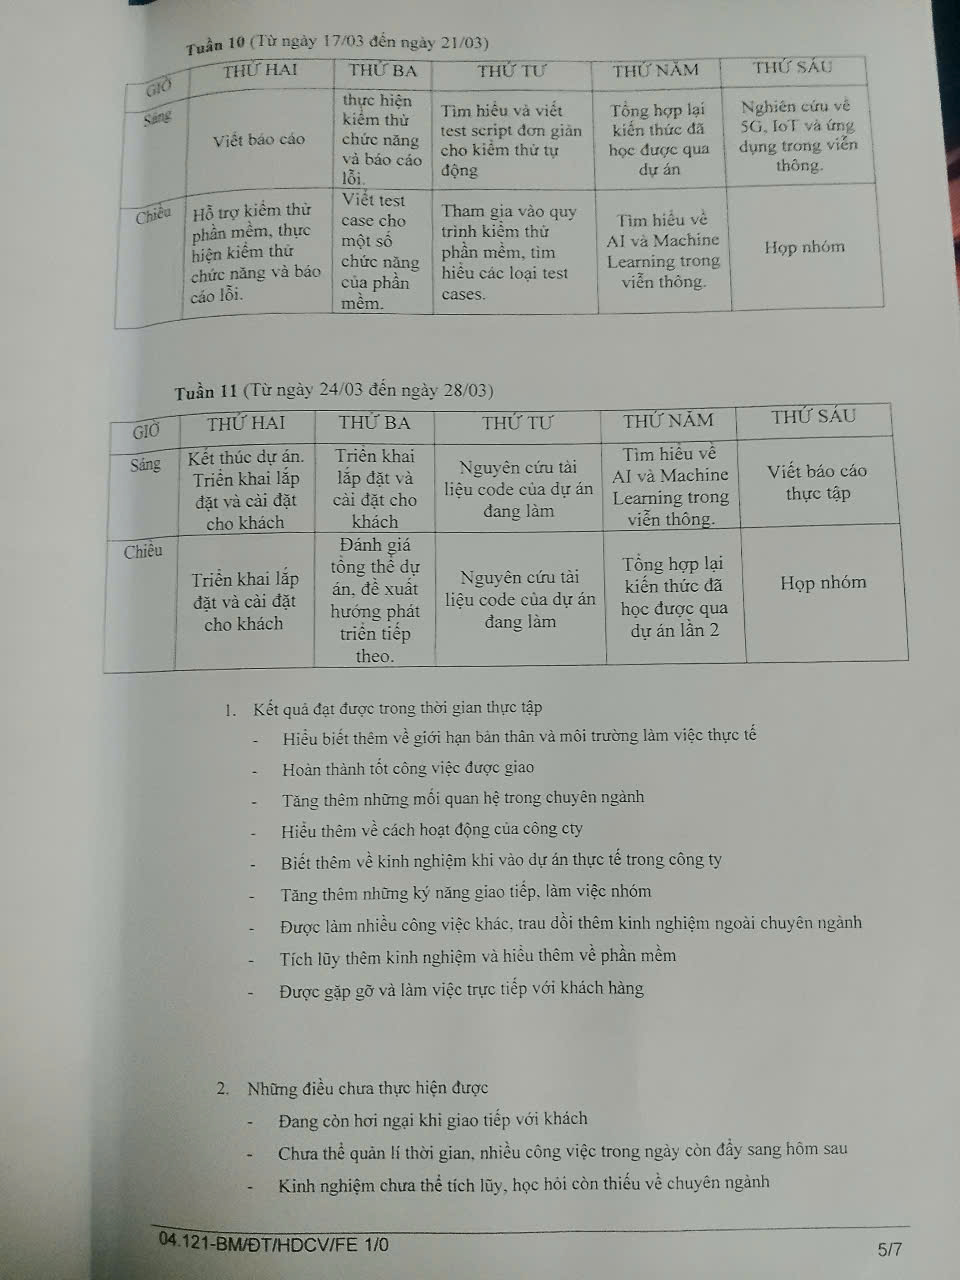 Tuần 10 (Từ ngày 17/03 đến ngày 21/03)
GIỜ
THỨ HAI
THỨ BA
THỨ TƯ
THỨ NĂM
THỨ SÁU
Sáng
Viết báo cáo
thực hiện
kiểm thử
chức năng
và báo cáo
lỗi.
Tìm hiểu và viết
test script đơn giản
cho kiểm thử tự
động
Tổng hợp lại
kiến thức đã
học được qua
dự án
Nghiên cứu về
5G, IoT và ứng
dụng trong viễn
thông.
Chiều
Hỗ trợ kiểm thử
phần mềm, thực
hiện kiểm thử
chức năng và báo
cáo lỗi.
Viết test
case cho
một số
chức năng
của phần
mềm.
Tham gia vào quy
trình kiểm thử
phần mềm, tìm
hiểu các loại test
cases.
Tìm hiểu về
AI và Machine
Learning trong
viễn thông.
Họp nhóm
Tuần 11 (Từ ngày 24/03 đến ngày 28/03)
GIỜ
THỨ HAI
THỨ BA
THỨ TƯ
THỨ NĂM
THỨ SÁU
Sáng
Kết thúc dự án.
Triển khai lắp
đặt và cài đặt
cho khách
Triển khai
lắp đặt và
cài đặt cho
khách
Nguyên cứu tài
liệu code của dự án
đang làm
Tìm hiểu về
AI và Machine
Learning trong
viễn thông.
Viết báo cáo
thực tập
Chiều
Triển khai lắp
đặt và cài đặt
cho khách
Đánh giá
tổng thể dự
án, đề xuất
hướng phát
triển tiếp
theo.
Nguyên cứu tài
liệu code của dự án
đang làm
Tổng hợp lại
kiến thức đã
học được qua
dự án lần 2
Họp nhóm
1. Kết quả đạt được trong thời gian thực tập
- Hiểu biết thêm về giới hạn bản thân và môi trường làm việc thực tế
- Hoàn thành tốt công việc được giao
- Tăng thêm những mối quan hệ trong chuyên ngành
- Hiểu thêm về cách hoạt động của công cty
- Biết thêm về kinh nghiệm khi vào dự án thực tế trong công ty
- Tăng thêm những ký năng giao tiếp, làm việc nhóm
- Được làm nhiều công việc khác, trau dồi thêm kinh nghiệm ngoài chuyên ngành
- Tích lũy thêm kinh nghiệm và hiểu thêm về phần mềm
- Được gặp gỡ và làm việc trực tiếp với khách hàng
2. Những điều chưa thực hiện được
- Đang còn hơi ngại khi giao tiếp với khách
- Chưa thể quản lí thời gian, nhiều công việc trong ngày còn đẩy sang hôm sau
- Kinh nghiệm chưa thể tích lũy, học hỏi còn thiếu về chuyên ngành
04.121-BM/ĐT/HDCV/FE 1/0
5/7